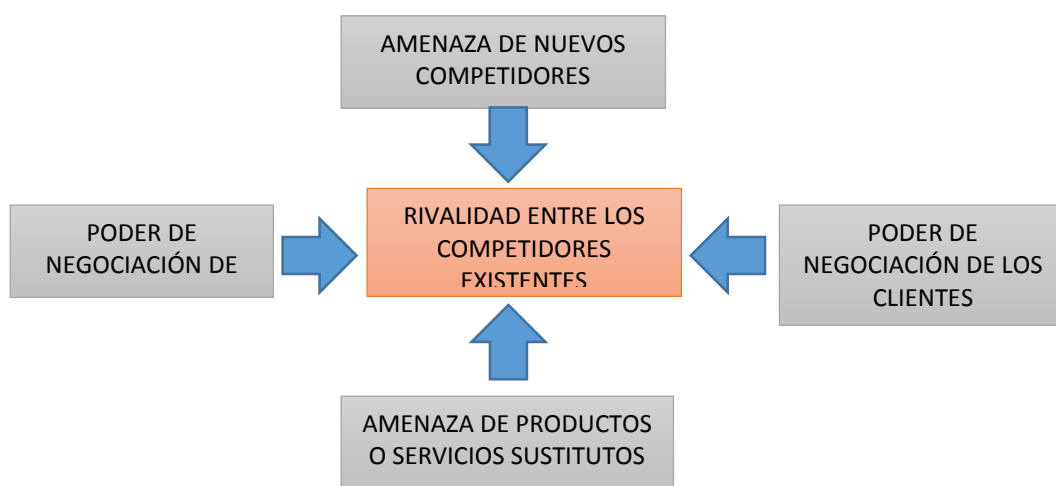 AMENAZA DE NUEVOS
COMPETIDORES
PODER DE
NEGOCIACIÓN DE
RIVALIDAD ENTRE LOS
COMPETIDORES
EXISTENTES
PODER DE
NEGOCIACIÓN DE LOS
CLIENTES
AMENAZA DE PRODUCTOS
O SERVICIOS SUSTITUTOS